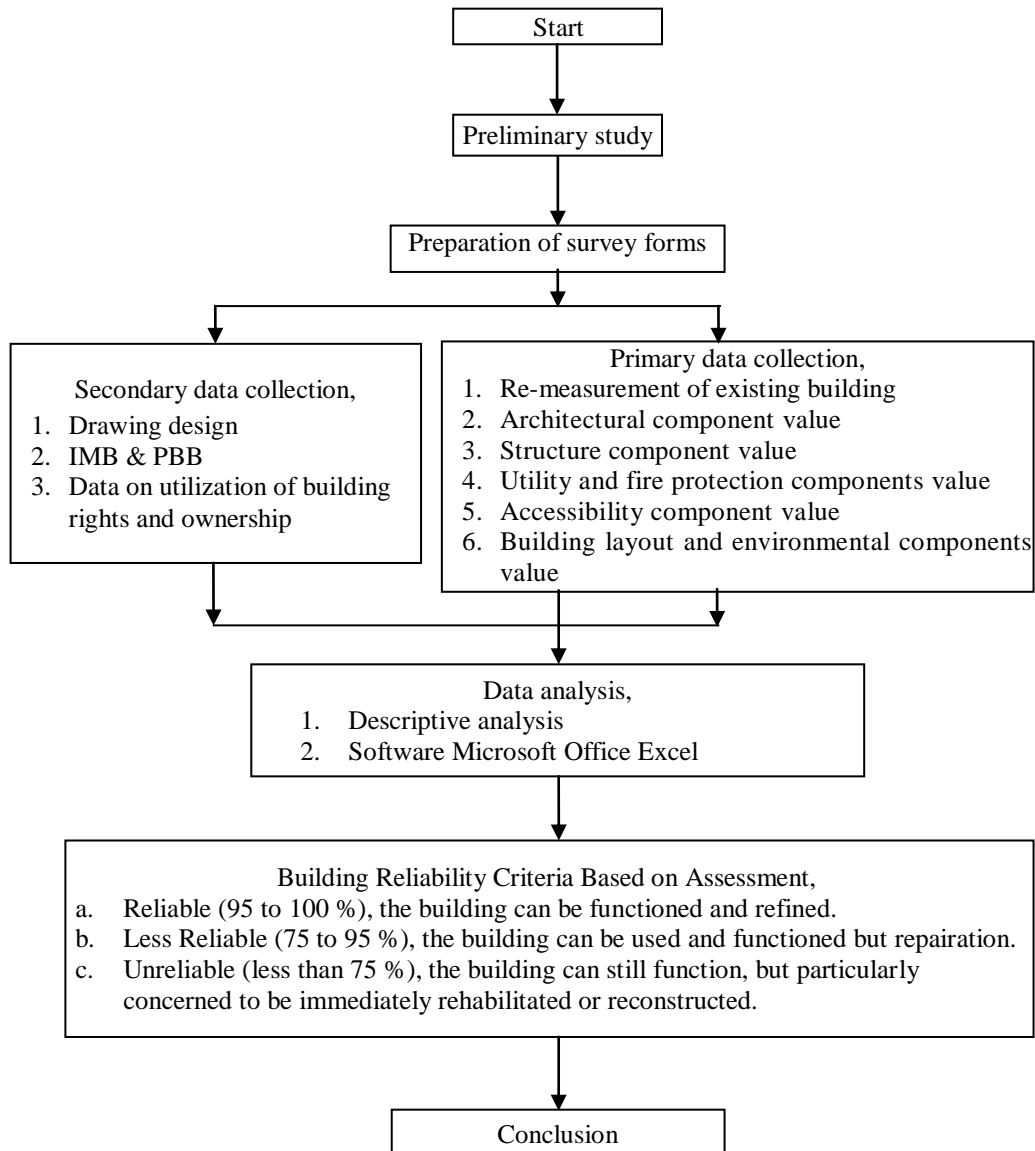 Start
Preliminary study
Preparation of survey forms
Secondary data collection,
1. Drawing design
2. IMB & PBB
3. Data on utilization of building
rights and ownership
Primary data collection,
1. Re-measurement of existing building
2. Architectural component value
3. Structure component value
4. Utility and fire protection components value
5. Accessibility component value
6. Building layout and environmental components
value
Data analysis,
1. Descriptive analysis
2. Software Microsoft Office Excel
Building Reliability Criteria Based on Assessment,
a. Reliable (95 to 100 %), the building can be functioned and refined.
b. Less Reliable (75 to 95 %), the building can be used and functioned but repairation.
c. Unreliable (less than 75 %), the building can still function, but particularly
concerned to be immediately rehabilitated or reconstructed.
Conclusion